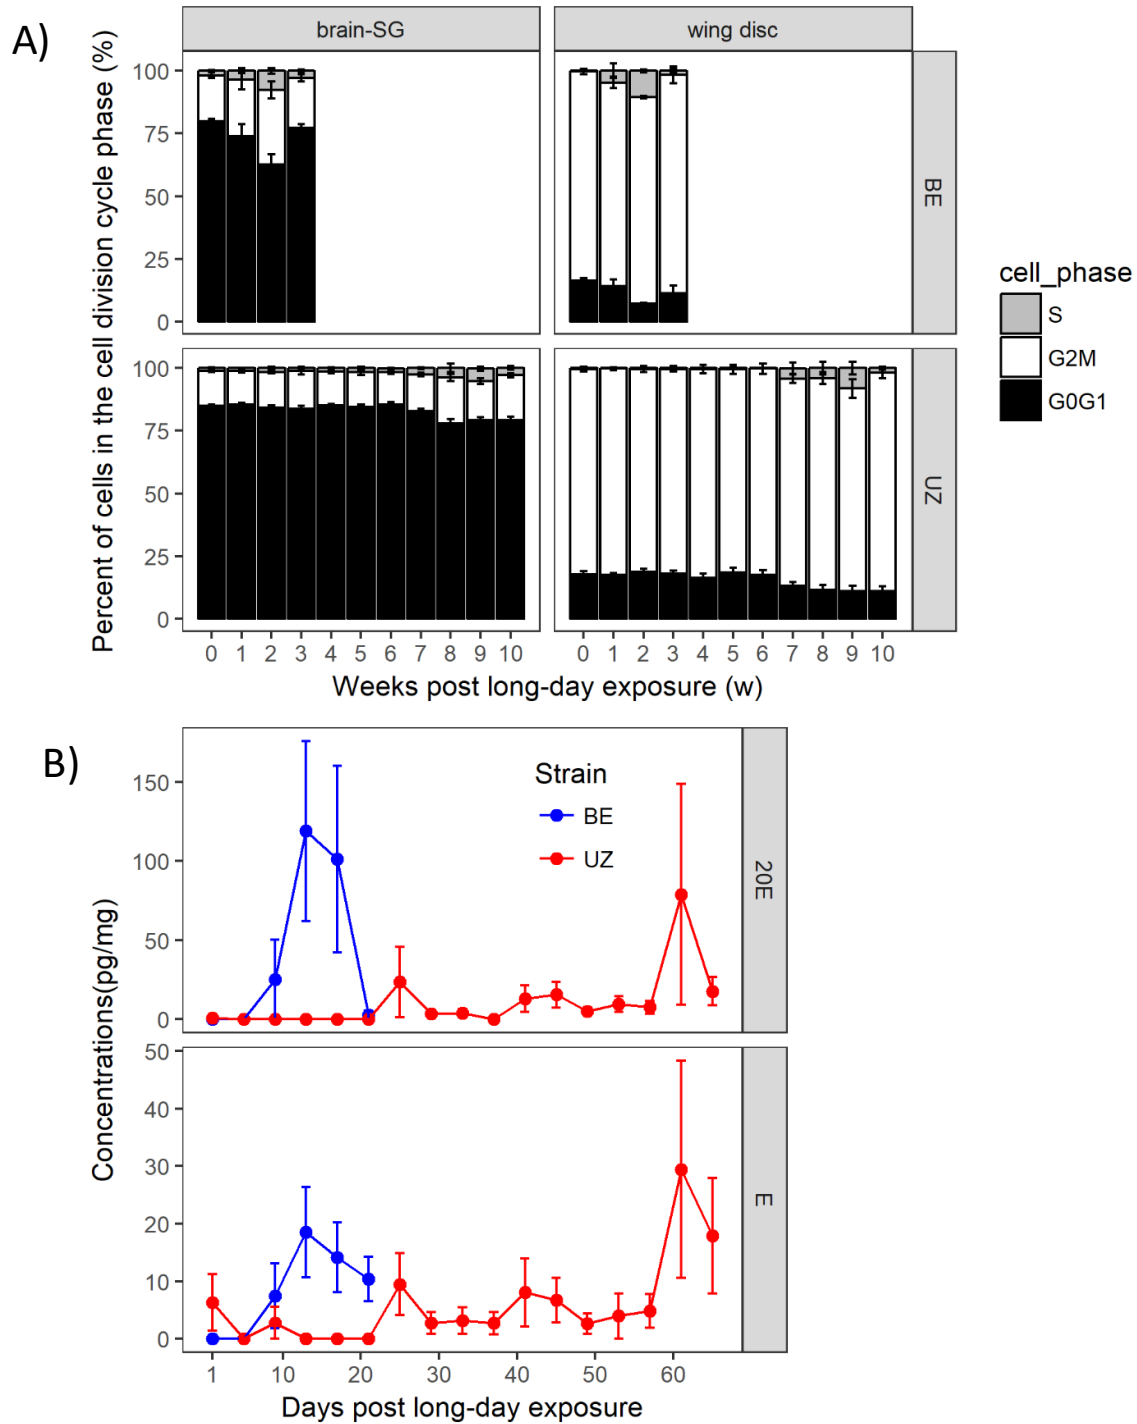 A)
brain-SG
wing disc
Percent of cells in the cell division cycle phase (%)
100
75
50
25
0
BE
100
75
50
25
0
UZ
cell_phase
S
G2M
G0G1
0 1 2 3 4 5 6 7 8 9 10
0 1 2 3 4 5 6 7 8 9 10
Weeks post long-day exposure (w)
B)
Concentrations(pg/mg)
150
100
50
0
Strain
BE
UZ
20E
50
40
30
20
10
0
E
1 10 20 30 40 50 60
Days post long-day exposure